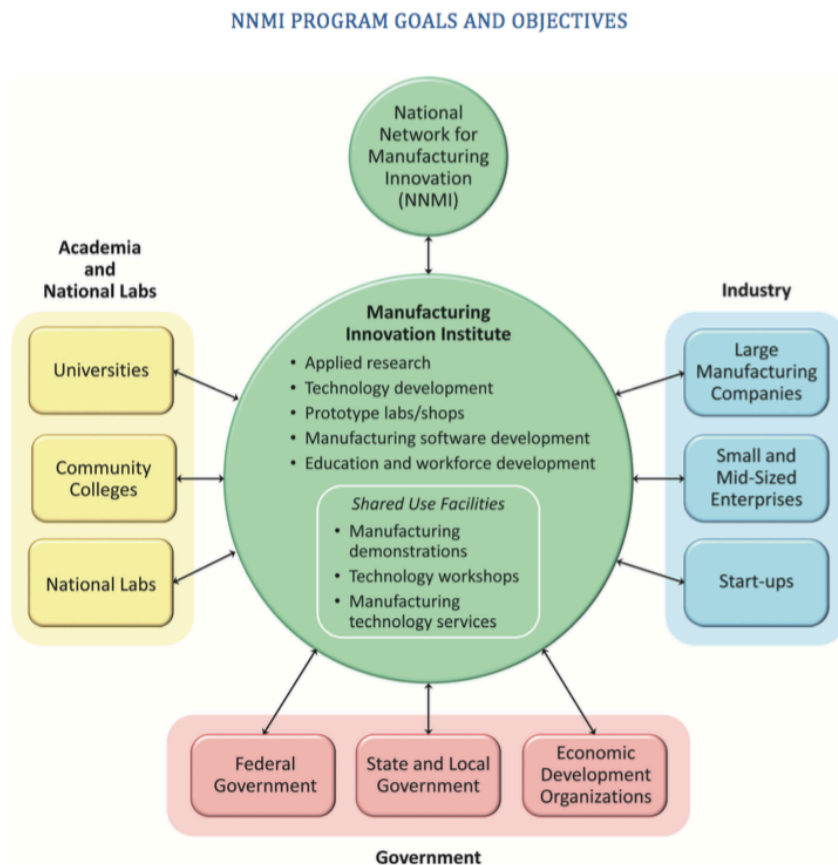 NNMI PROGRAM GOALS AND OBJECTIVES
National
Network for
Manufacturing
Innovation
(NNMI)
Academia
and
National Labs
Universities
Community
Colleges
National Labs
Manufacturing
Innovation Institute
• Applied research
• Technology development
• Prototype labs/shops
• Manufacturing software development
• Education and workforce development
Shared Use Facilities
• Manufacturing
demonstrations
• Technology workshops
• Manufacturing
technology services
Industry
Large
Manufacturing
Companies
Small and
Mid-Sized
Enterprises
Start-ups
Federal
Government
State and Local
Government
Economic
Development
Organizations
Government